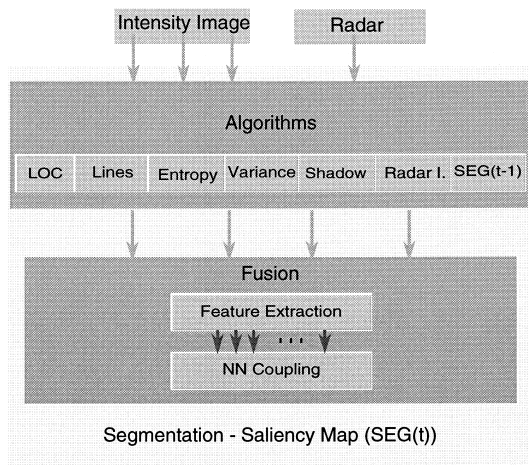 Intensity Image
Radar
Algorithms
LOC
Lines
Entropy
Variance
Shadow
Radar I.
SEG(t-1)
Fusion
Feature Extraction
...
NN Coupling
Segmentation - Saliency Map (SEG(t))